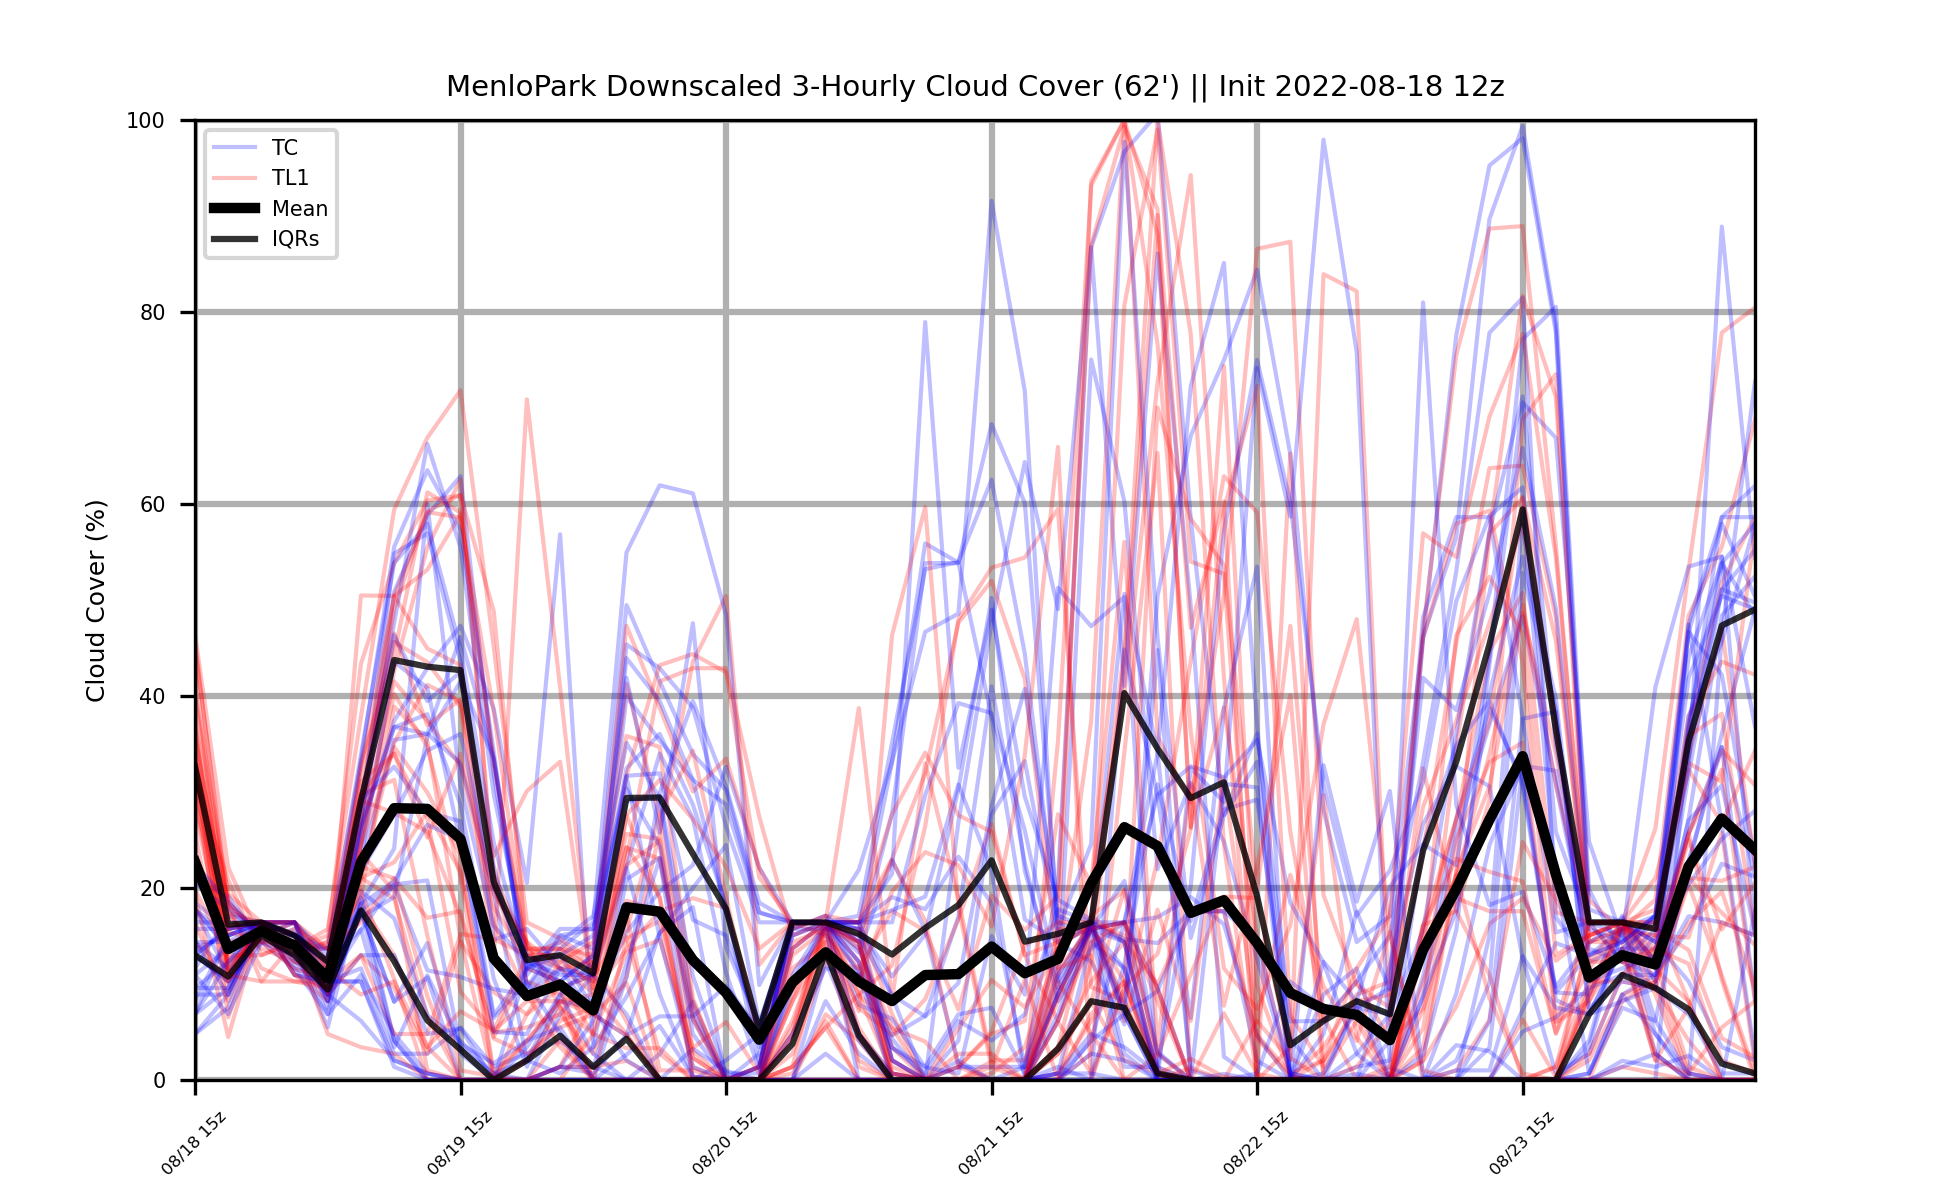 MenloPark Downscaled 3-Hourly Cloud Cover (62') || Init 2022-08-18 12z
TC
TL1
Mean
IQRs
Cloud Cover (%)
100
80
60
40
20
0
08/18 15z
08/19 15z
08/20 15z
08/21 15z
08/22 15z
08/23 15z